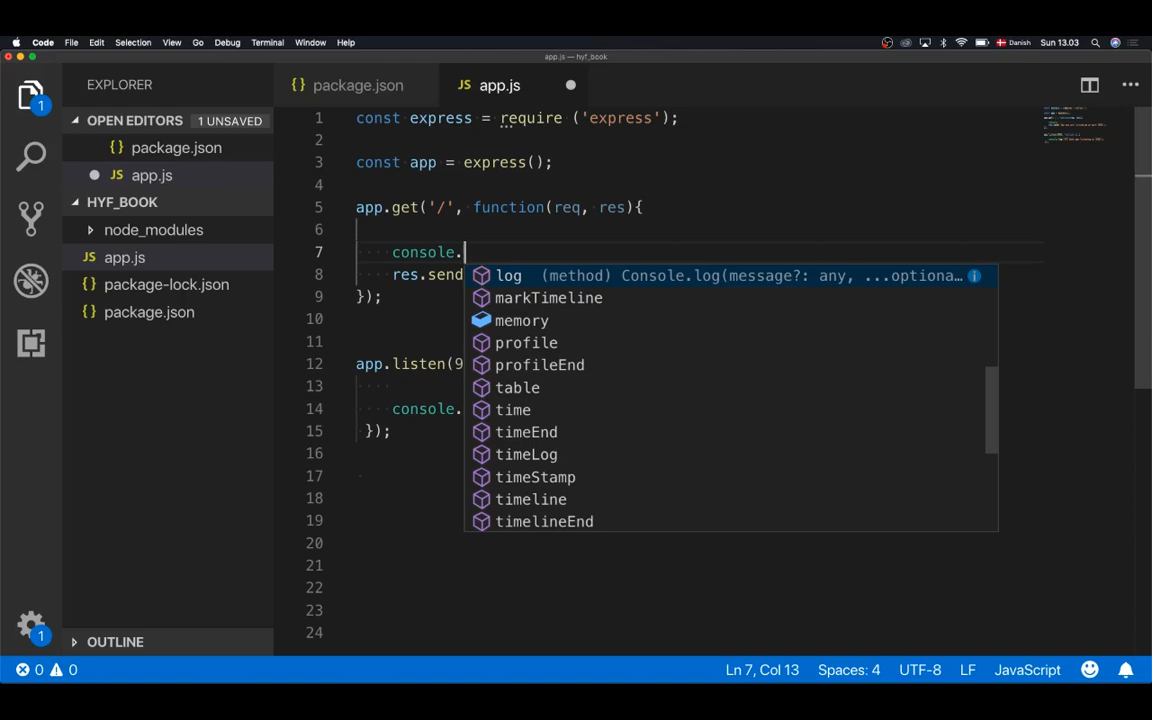 Code File Edit Selection View Go Debug Terminal Window Help Danish Sun 13.03
app.js — hyf_book
EXPLORER
{} package.json
JS app.js
OPEN EDITORS 1 UNSAVED
{} package.json
JS app.js
HYF_BOOK
node_modules
JS app.js
{} package-lock.json
{} package.json
OUTLINE
1 const express = require ('express');
2
3 const app = express();
4
5 app.get('/', function(req, res){
6
7 console.
8 res.send
9 });
10
11
12 app.listen(9
13
14 console.
15 });
16
17
18
19
20
21
22
23
24
log (method) Console.log(message?: any, ...optiona…
markTimeline
memory
profile
profileEnd
table
time
timeEnd
timeLog
timeStamp
timeline
timelineEnd
1
1
0 0 Ln 7, Col 13 Spaces: 4 UTF-8 LF JavaScript